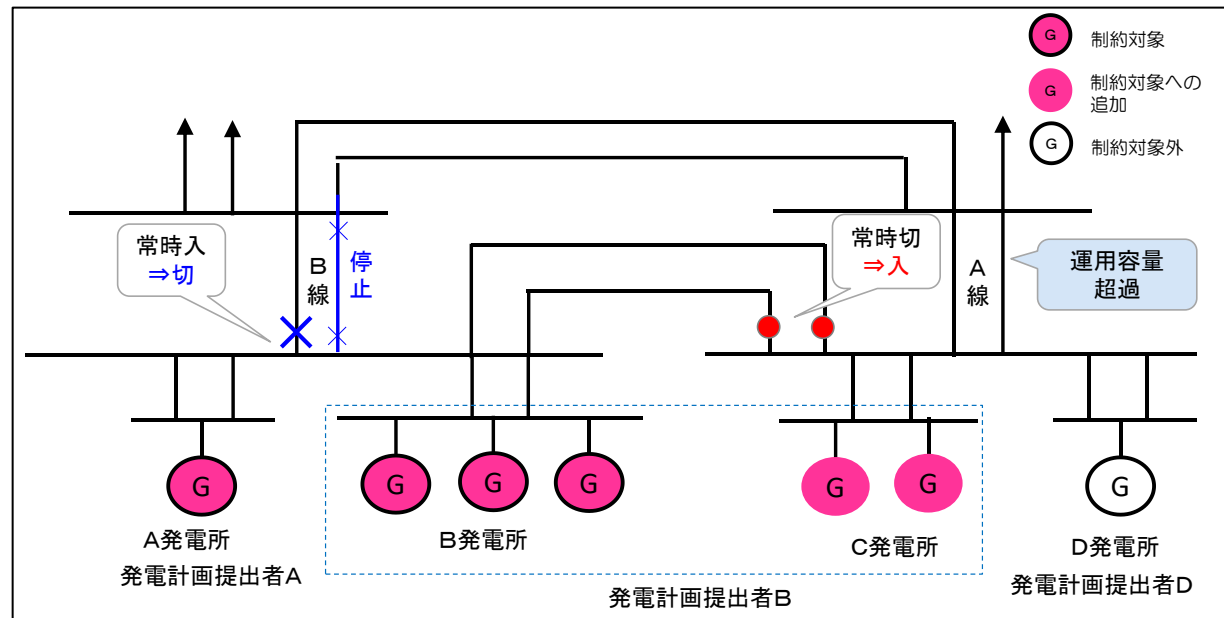 G
制約対象
G
制約対象への
追加
G
制約対象外
常時入
⇒切
B線
停止
常時切
⇒入
A線
運用容量
超過
G
G
G
G
G
G
G
A発電所
B発電所
C発電所
D発電所
発電計画提出者A
発電計画提出者B
発電計画提出者D